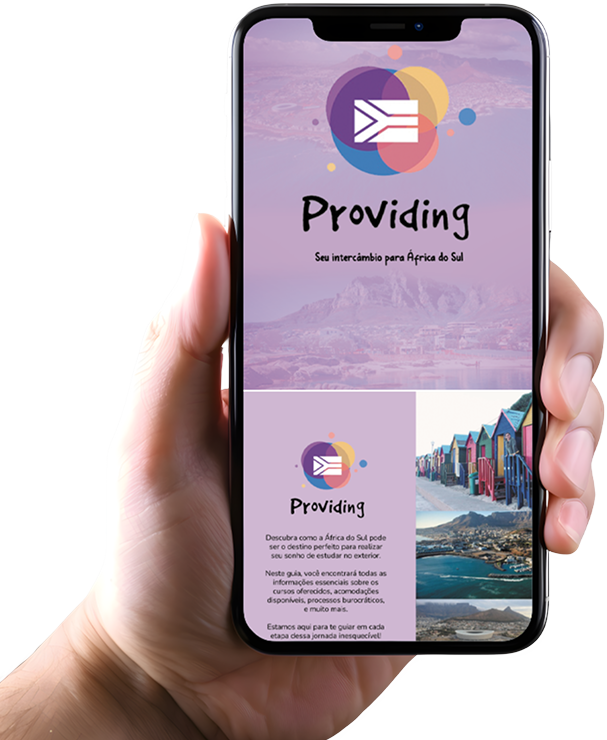 Providing
Seu intercâmbio para África do Sul
Providing
Descubra como a África do Sul pode
ser o destino perfeito para realizar
seu sonho de estudar no exterior.
Neste guia, você encontrará todas as
informações essenciais sobre os
cursos oferecidos, acomodações
disponíveis, processos burocráticos,
e muito mais.
Estamos aqui para te guiar em cada
etapa dessa jornada inesquecível!